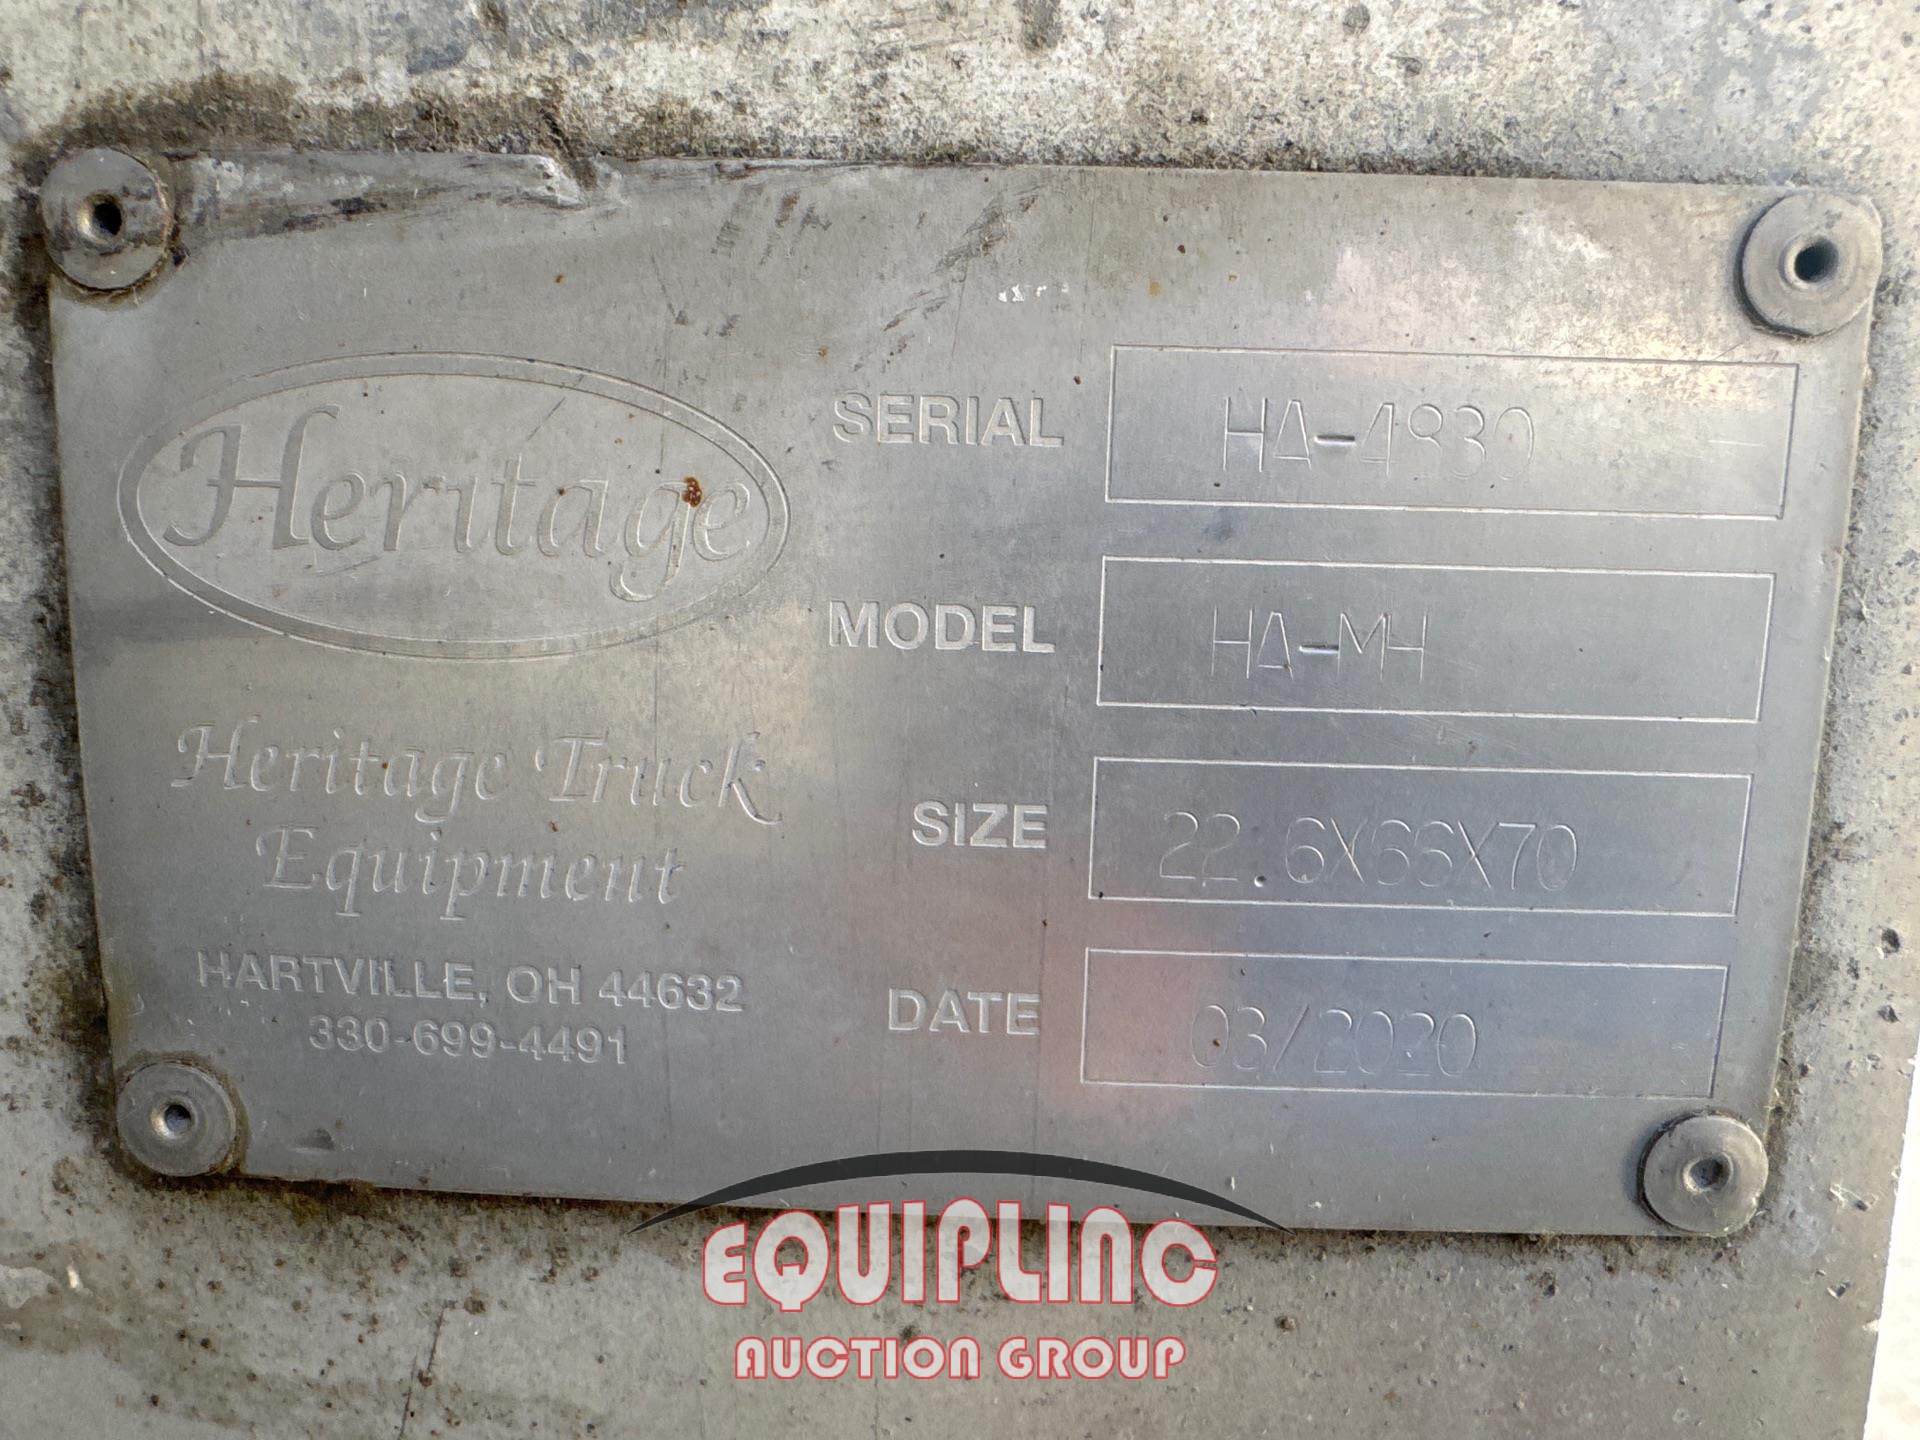 Heritage
Heritage Truck
Equipment
HARTVILLE, OH 44632
330-699-4491
SERIAL HA-4830
MODEL HA-MH
SIZE 22.6X66X70
DATE 03/2020
EQUIPLINC
AUCTION GROUP